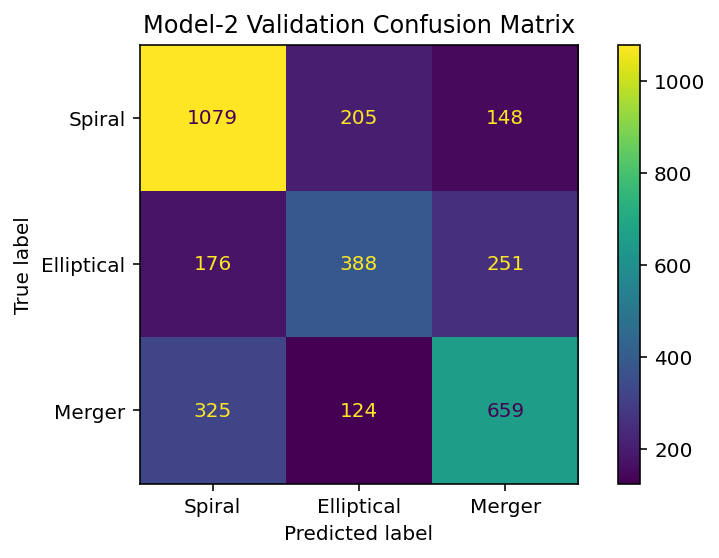 Model-2 Validation Confusion Matrix
True label
Spiral 1079 205 148
Elliptical 176 388 251
Merger 325 124 659
Spiral Elliptical Merger
Predicted label
1000
800
600
400
200